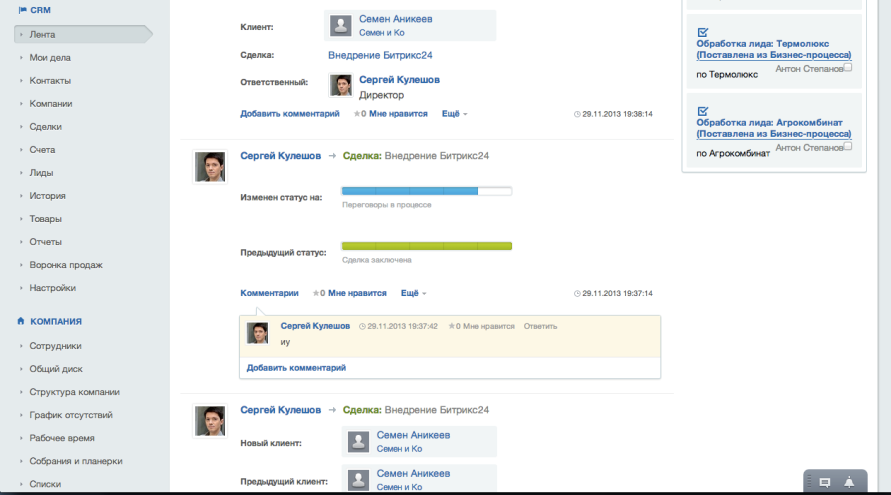 CRM
Лента
Мои дела
Контакты
Компании
Сделки
Счета
Лиды
История
Товары
Отчеты
Воронка продаж
Настройки
КОМПАНИЯ
Сотрудники
Общий диск
Структура компании
График отсутствий
Рабочее время
Собрания и планерки
Списки
Клиент:
Семен Аникеев
Семен и Ко
Сделка:
Внедрение Битрикс24
Ответственный:
Сергей Кулешов
Директор
Добавить комментарий 0 Мне нравится Ещё 29.11.2013 19:38:14
Сергей Кулешов → Сделка: Внедрение Битрикс24
Изменен статус на:
Переговоры в процессе
Предыдущий статус:
Сделка заключена
Комментарии 0 Мне нравится Ещё 29.11.2013 19:37:14
Сергей Кулешов 29.11.2013 19:37:42 0 Мне нравится Ответить
иу
Добавить комментарий
Сергей Кулешов → Сделка: Внедрение Битрикс24
Новый клиент:
Семен Аникеев
Семен и Ко
Предыдущий клиент:
Семен Аникеев
Семен и Ко
Обработка лида: Термолюкс
(Поставлена из Бизнес-процесса)
Антон Степанов
по Термолюкс
Обработка лида: Агрокомбинат
(Поставлена из Бизнес-процесса)
Антон Степанов
по Агрокомбинат